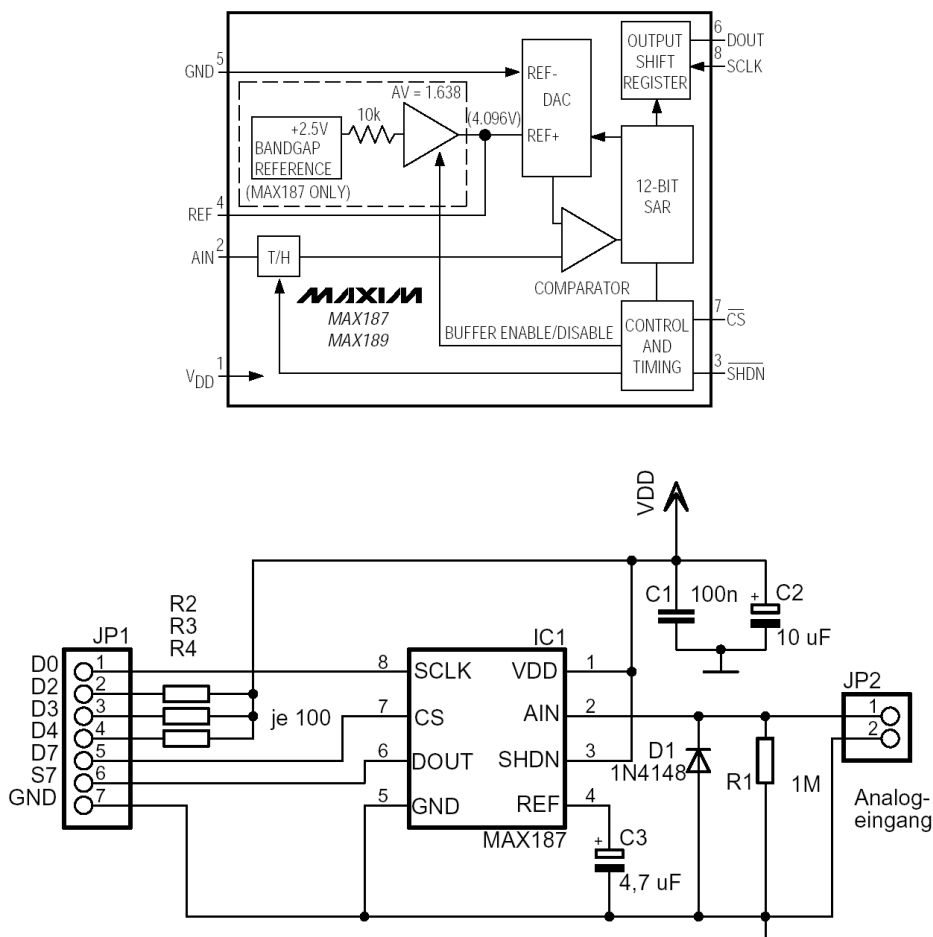 6
DOUT
8
SCLK
OUTPUT
SHIFT
REGISTER
5
GND
REF-
DAC
REF+
AV = 1.638
10k
(4.096V)
+2.5V
BANDGAP
REFERENCE
(MAX187 ONLY)
12-BIT
SAR
4
REF
2
AIN
T/H
COMPARATOR
MAXIM
MAX187
MAX189
BUFFER ENABLE/DISABLE
CONTROL
AND
TIMING
7
CS
3
SHDN
1
VDD
VDD
C1
100n
+
C2
10 uF
R2
R3
R4
JP1
D0
1
D2
2
D3
3
D4
4
D7
5
S7
6
GND
7
je 100
IC1
8
SCLK
VDD
1
7
CS
AIN
2
6
DOUT
SHDN
3
5
GND
REF
4
MAX187
+
C3
4,7 uF
D1
1N4148
R1
1M
JP2
1
2
Analog-
eingang